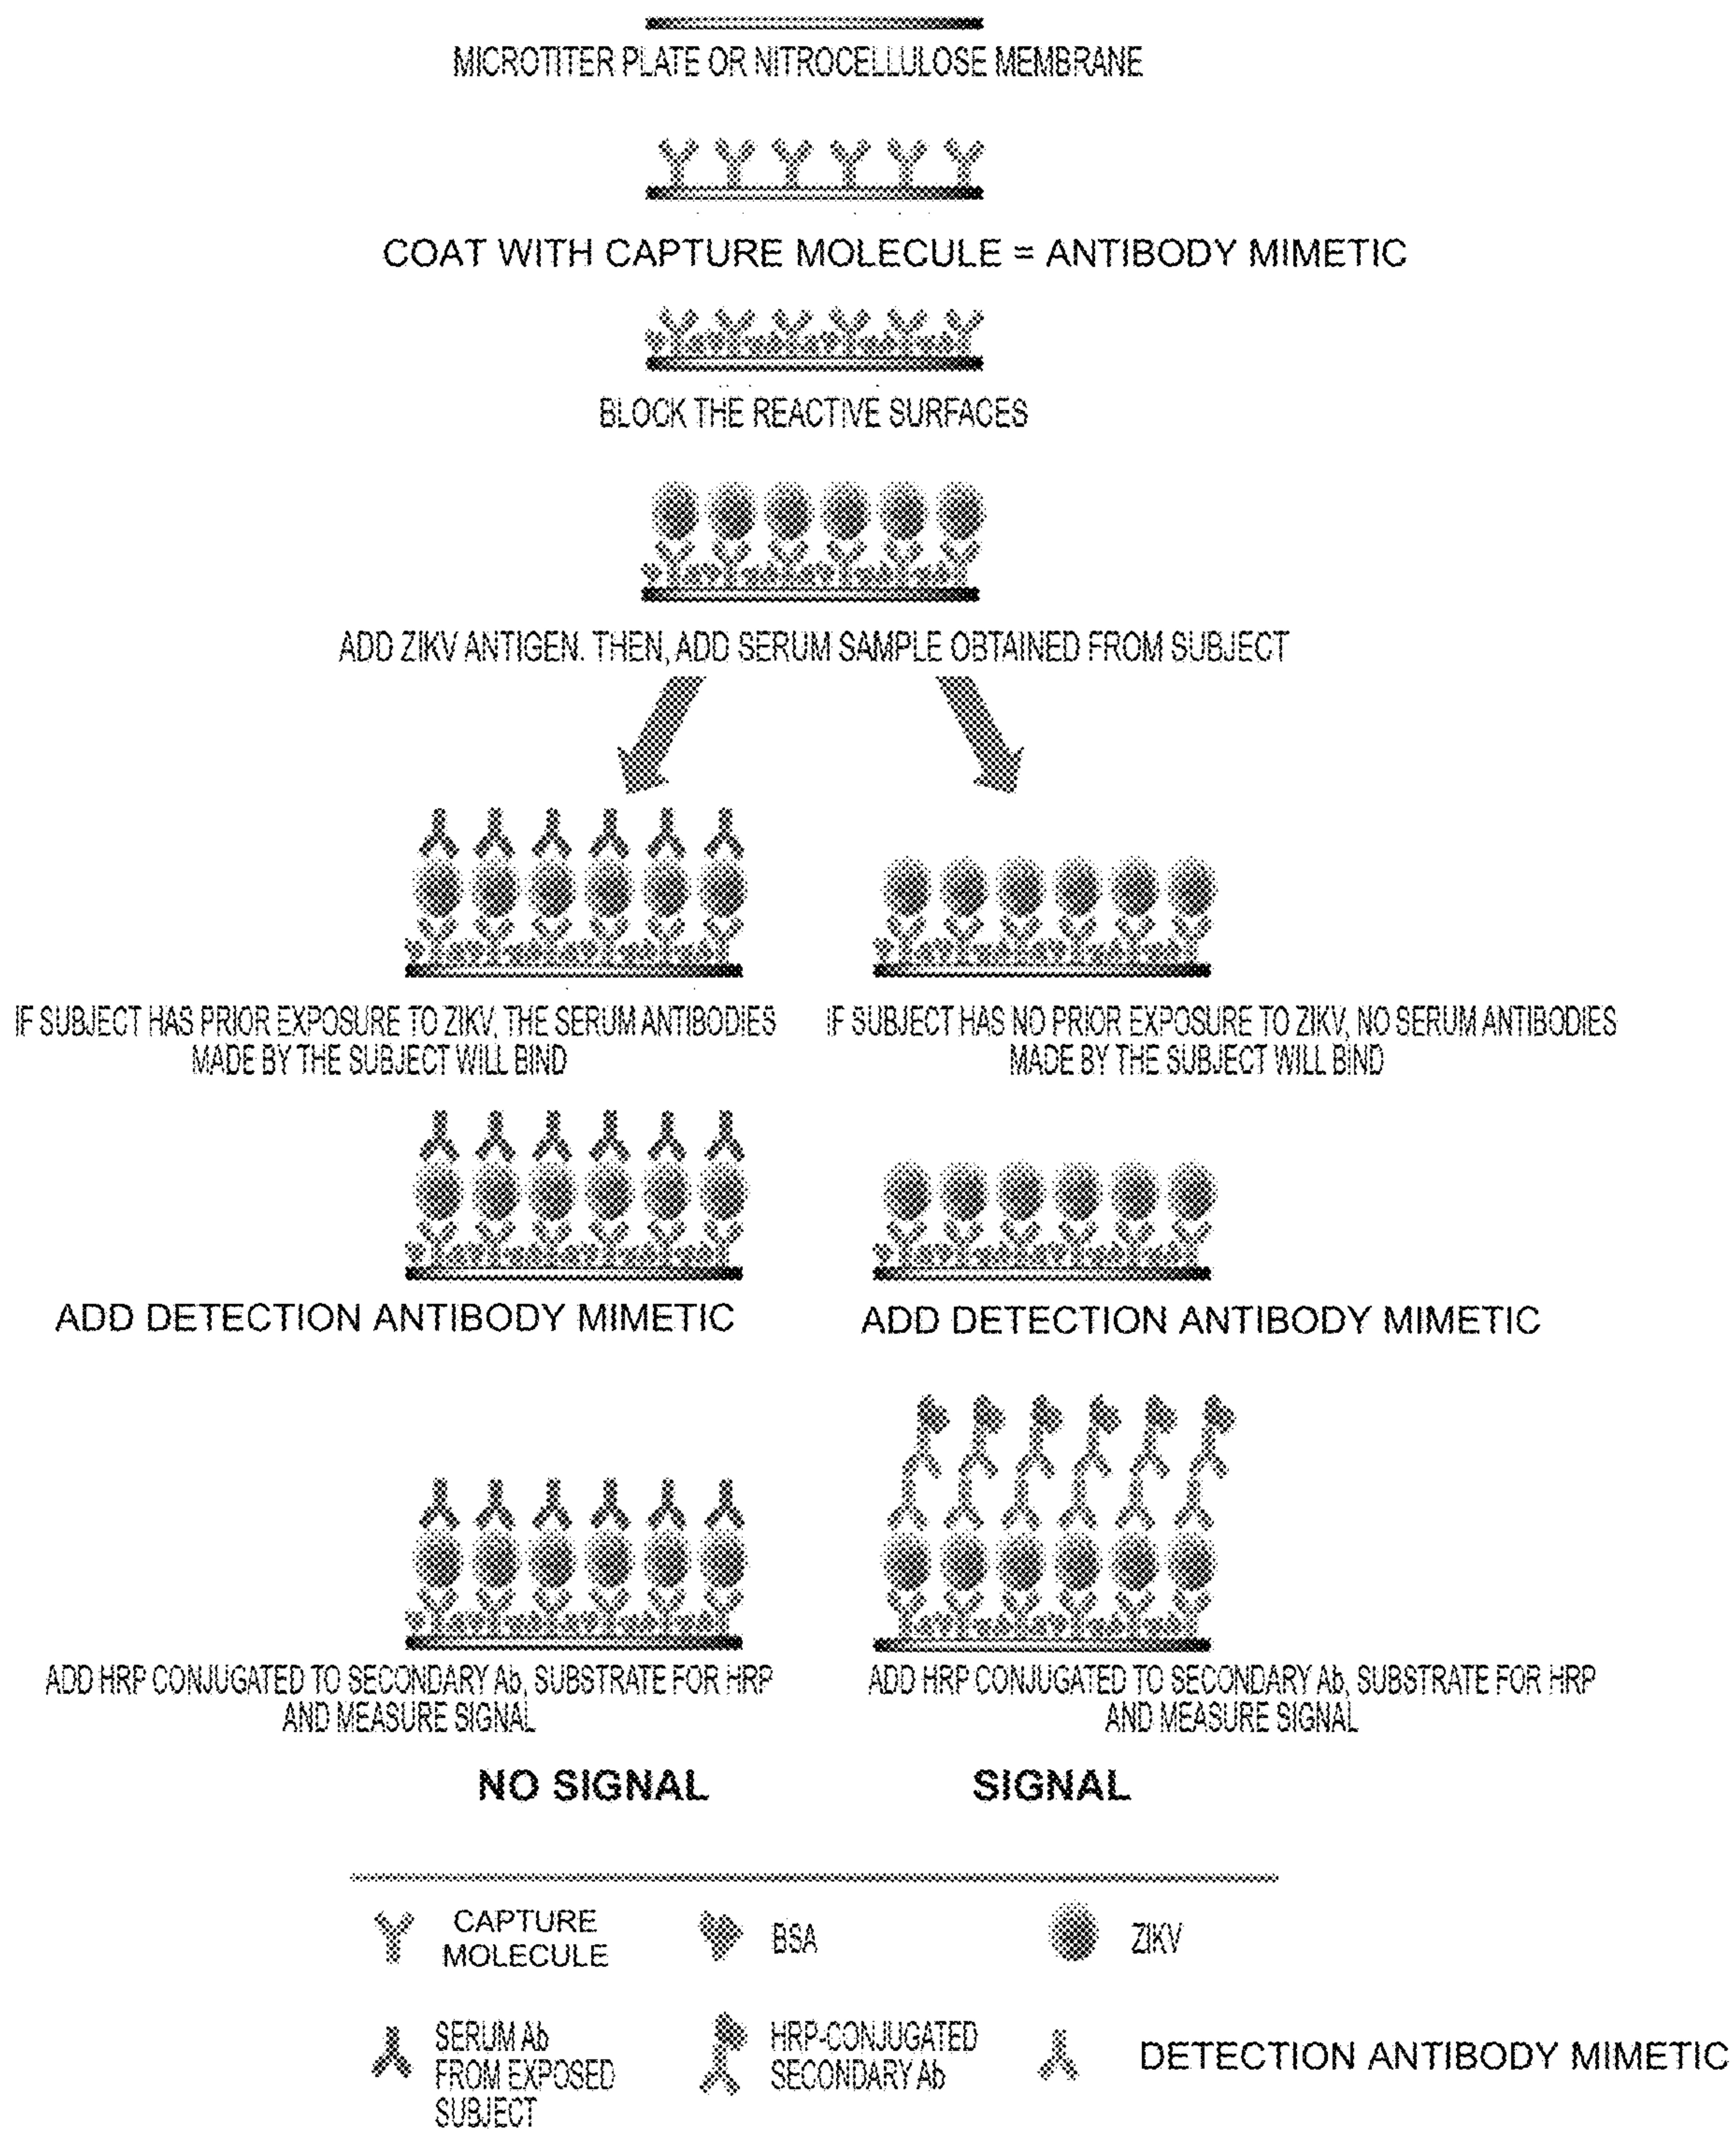 MICROTITER PLATE OR NITROCELLULOSE MEMBRANE
COAT WITH CAPTURE MOLECULE = ANTIBODY MIMETIC
BLOCK THE REACTIVE SURFACES
ADD ZIKV ANTIGEN. THEN, ADD SERUM SAMPLE OBTAINED FROM SUBJECT
IF SUBJECT HAS PRIOR EXPOSURE TO ZIKV, THE SERUM ANTIBODIES
MADE BY THE SUBJECT WILL BIND
IF SUBJECT HAS NO PRIOR EXPOSURE TO ZIKV, NO SERUM ANTIBODIES
MADE BY THE SUBJECT WILL BIND
ADD DETECTION ANTIBODY MIMETIC
ADD DETECTION ANTIBODY MIMETIC
ADD HRP CONJUGATED TO SECONDARY Ab, SUBSTRATE FOR HRP
AND MEASURE SIGNAL
ADD HRP CONJUGATED TO SECONDARY Ab, SUBSTRATE FOR HRP
AND MEASURE SIGNAL
NO SIGNAL
SIGNAL
CAPTURE
MOLECULE
BSA
ZIKV
SERUM Ab
FROM EXPOSED
SUBJECT
HRP-CONJUGATED
SECONDARY Ab
DETECTION ANTIBODY MIMETIC